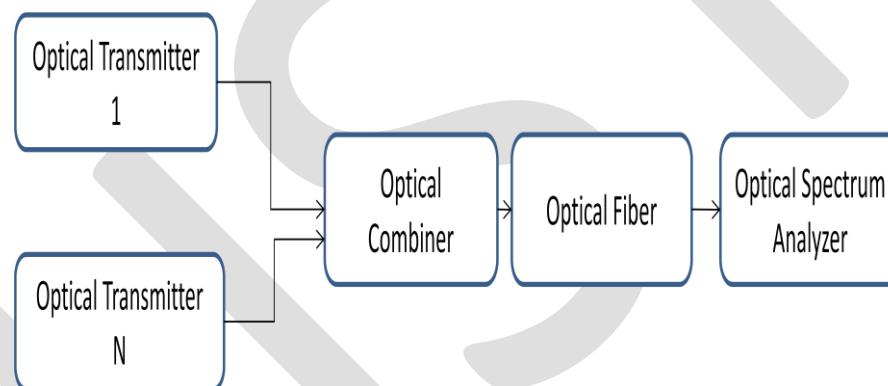 Optical Transmitter
1
Optical
Combiner
Optical Fiber
Optical Spectrum
Analyzer
Optical Transmitter
N